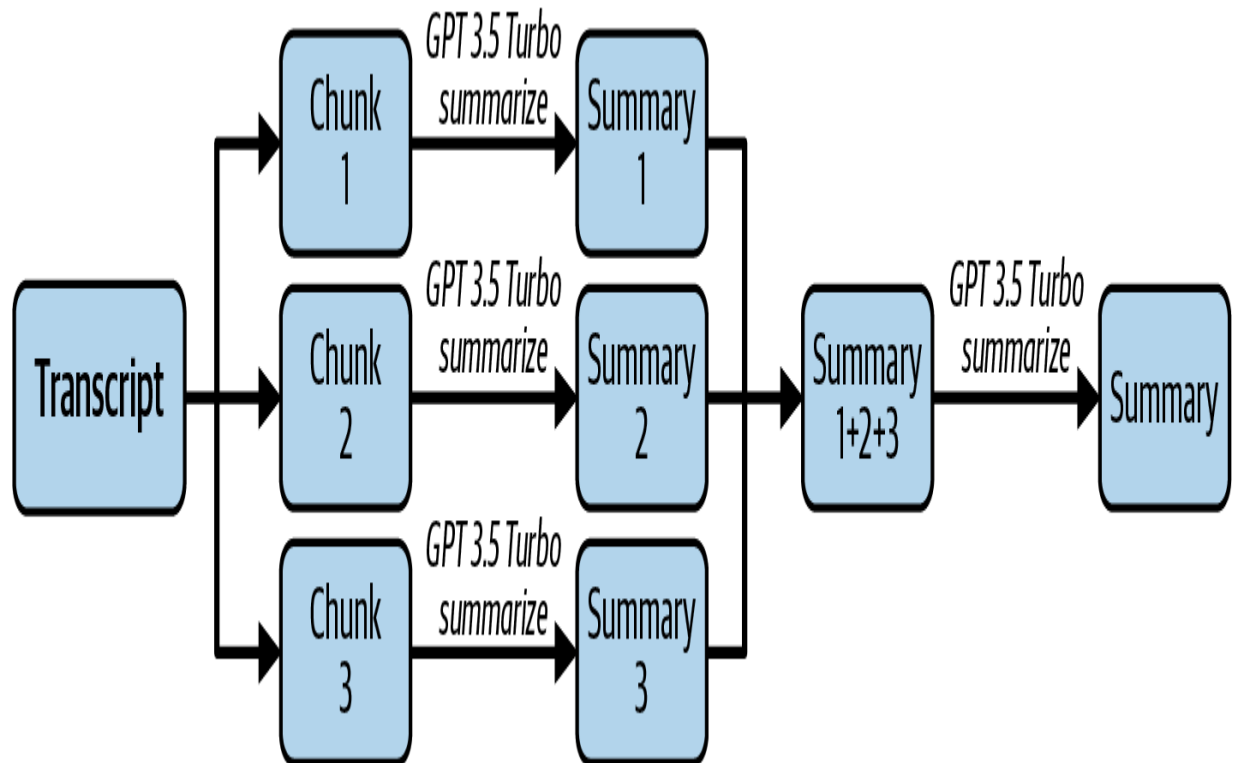 GPT 3.5 Turbo
summarize
Chunk
1
Summary
1
Transcript
GPT 3.5 Turbo
summarize
Chunk
2
Summary
2
Summary
1+2+3
GPT 3.5 Turbo
summarize
Summary
GPT 3.5 Turbo
summarize
Chunk
3
Summary
3